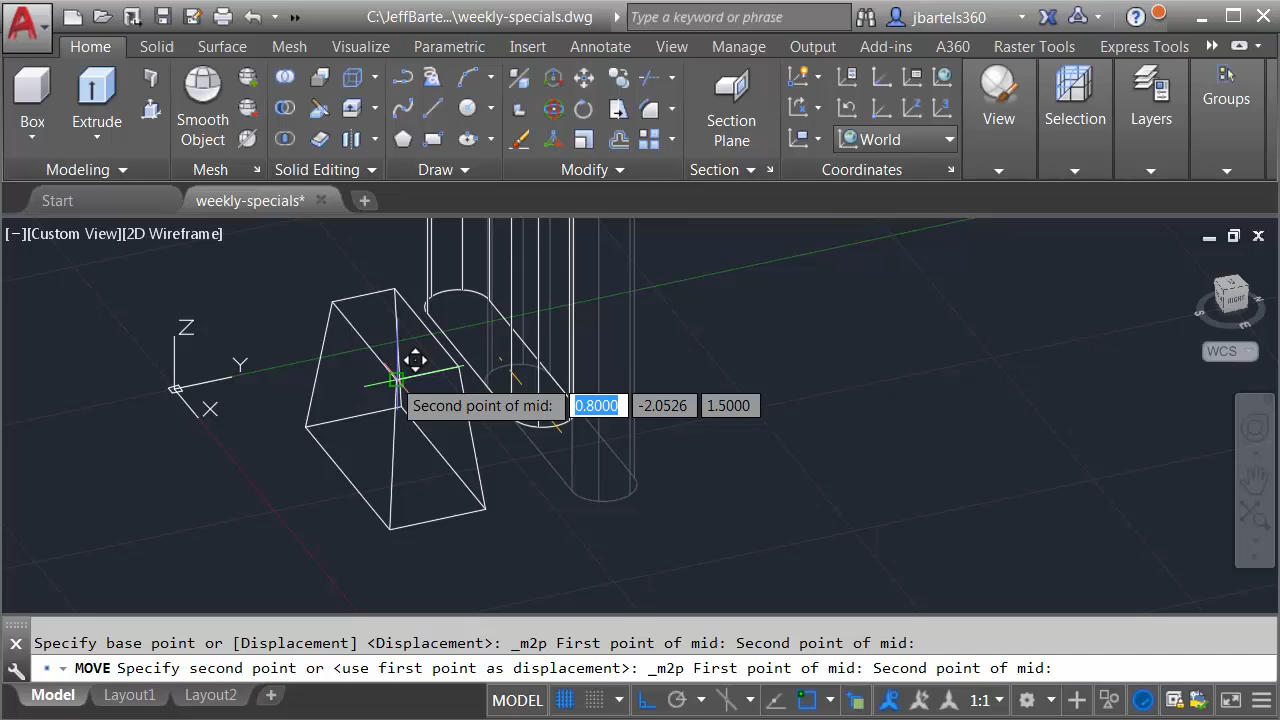 C:\JeffBarte...\weekly-specials.dwg
Type a keyword or phrase
jbartels360
Home Solid Surface Mesh Visualize Parametric Insert Annotate View Manage Output Add-ins A360 Raster Tools Express Tools
Box
Extrude
Smooth
Object
Section
Plane
World
View
Selection
Layers
Groups
Modeling
Mesh
Solid Editing
Draw
Modify
Section
Coordinates
Start
weekly-specials*
[−][Custom View][2D Wireframe]
RIGHT
S
E
N
WCS
Z
Y
X
Second point of mid: 0.8000 -2.0526 1.5000
Specify base point or [Displacement] <Displacement>: _m2p First point of mid: Second point of mid:
MOVE Specify second point or <use first point as displacement>: _m2p First point of mid: Second point of mid:
Model Layout1 Layout2
MODEL
1:1